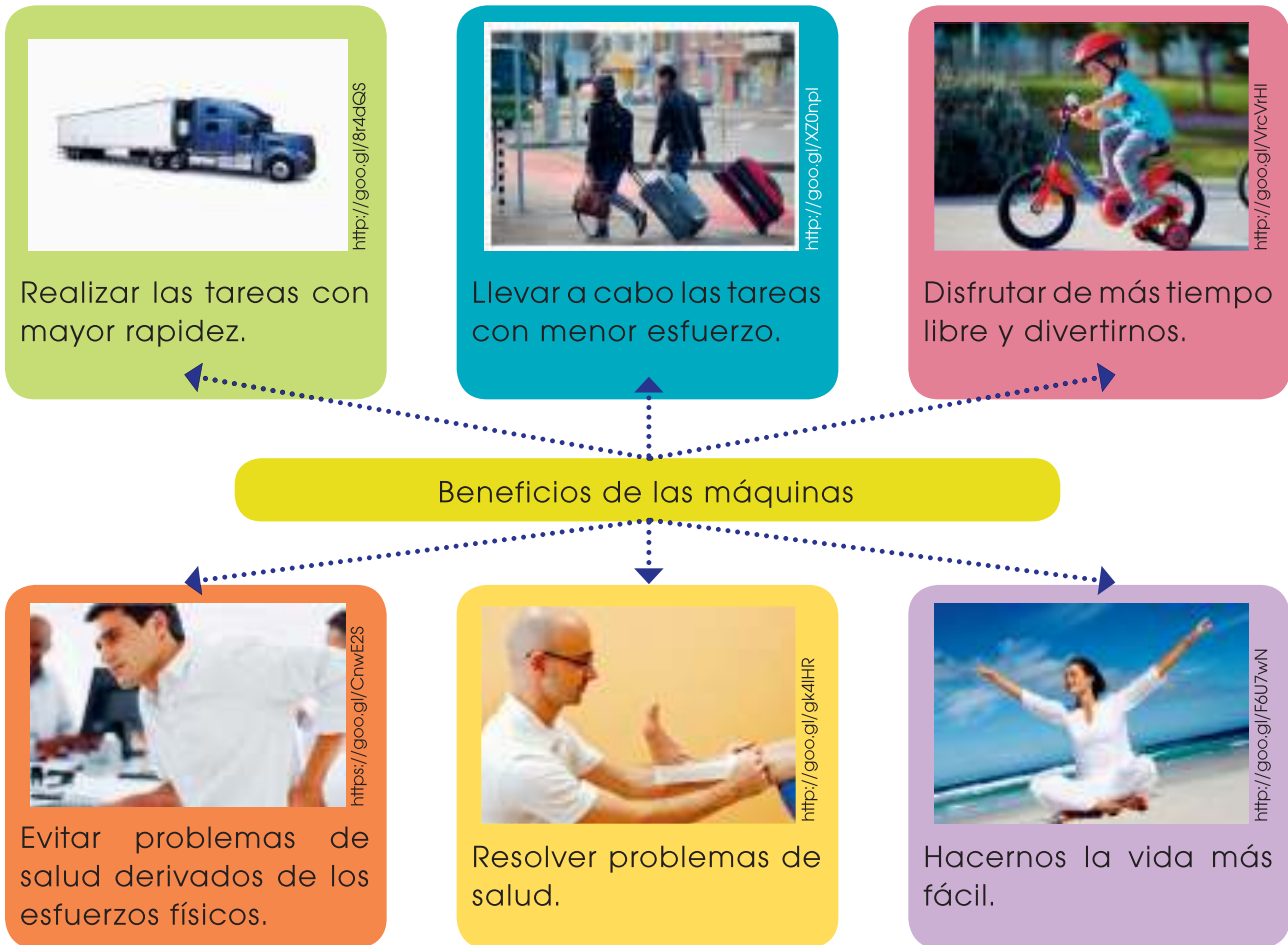 http://goo.gl/8r4dQS
Realizar las tareas con
mayor rapidez.
http://goo.gl/XZ0npI
Llevar a cabo las tareas
con menor esfuerzo.
http://goo.gl/VrcVrHI
Disfrutar de más tiempo
libre y divertirnos.
Beneficios de las máquinas
https://goo.gl/CnwE2S
Evitar problemas de
salud derivados de los
esfuerzos físicos.
http://goo.gl/gk4lHR
Resolver problemas de
salud.
http://goo.gl/F6U7wN
Hacernos la vida más
fácil.